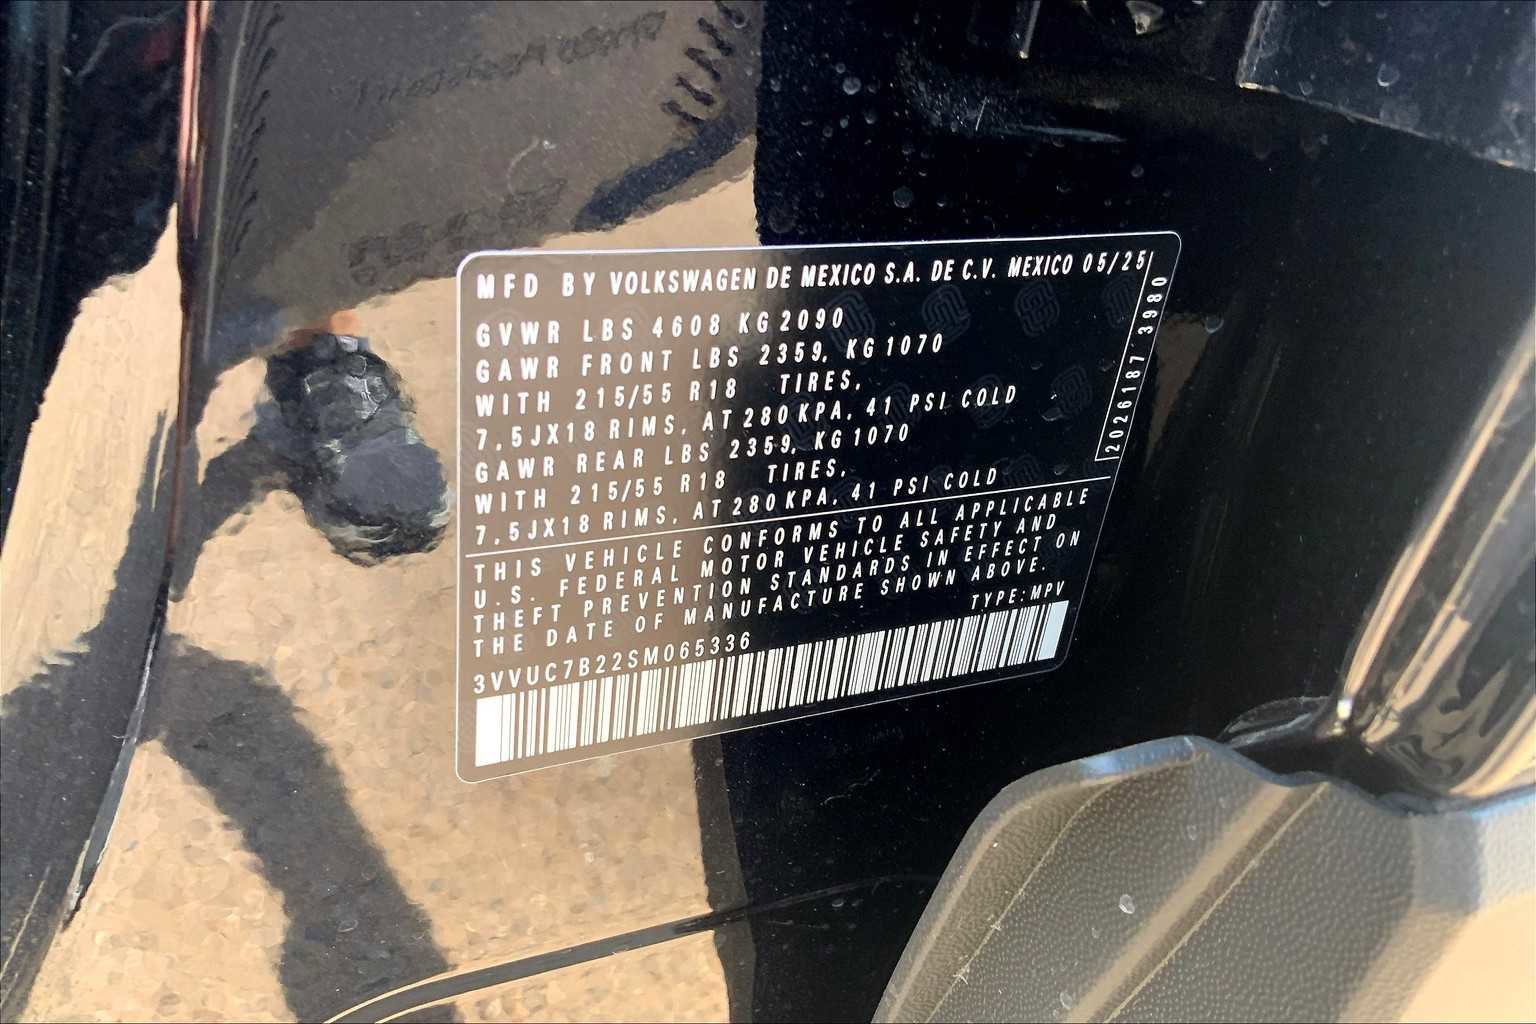 MFD BY VOLKSWAGEN DE MEXICO S.A. DE C.V. MEXICO 05/25
GVWR LBS 4608 KG 2090
GAWR FRONT LBS 2359, KG 1070
WITH 215/55 R18 TIRES,
7,5JX18 RIMS, AT 280 KPA, 41 PSI COLD
GAWR REAR LBS 2359, KG 1070
WITH 215/55 R18 TIRES,
7,5JX18 RIMS, AT 280 KPA, 41 PSI COLD
2026187 3980
THIS VEHICLE CONFORMS TO ALL APPLICABLE
U.S. FEDERAL MOTOR VEHICLE SAFETY AND
THEFT PREVENTION STANDARDS IN EFFECT ON
THE DATE OF MANUFACTURE SHOWN ABOVE.
TYPE: MPV
3VVUC7B22SM065336